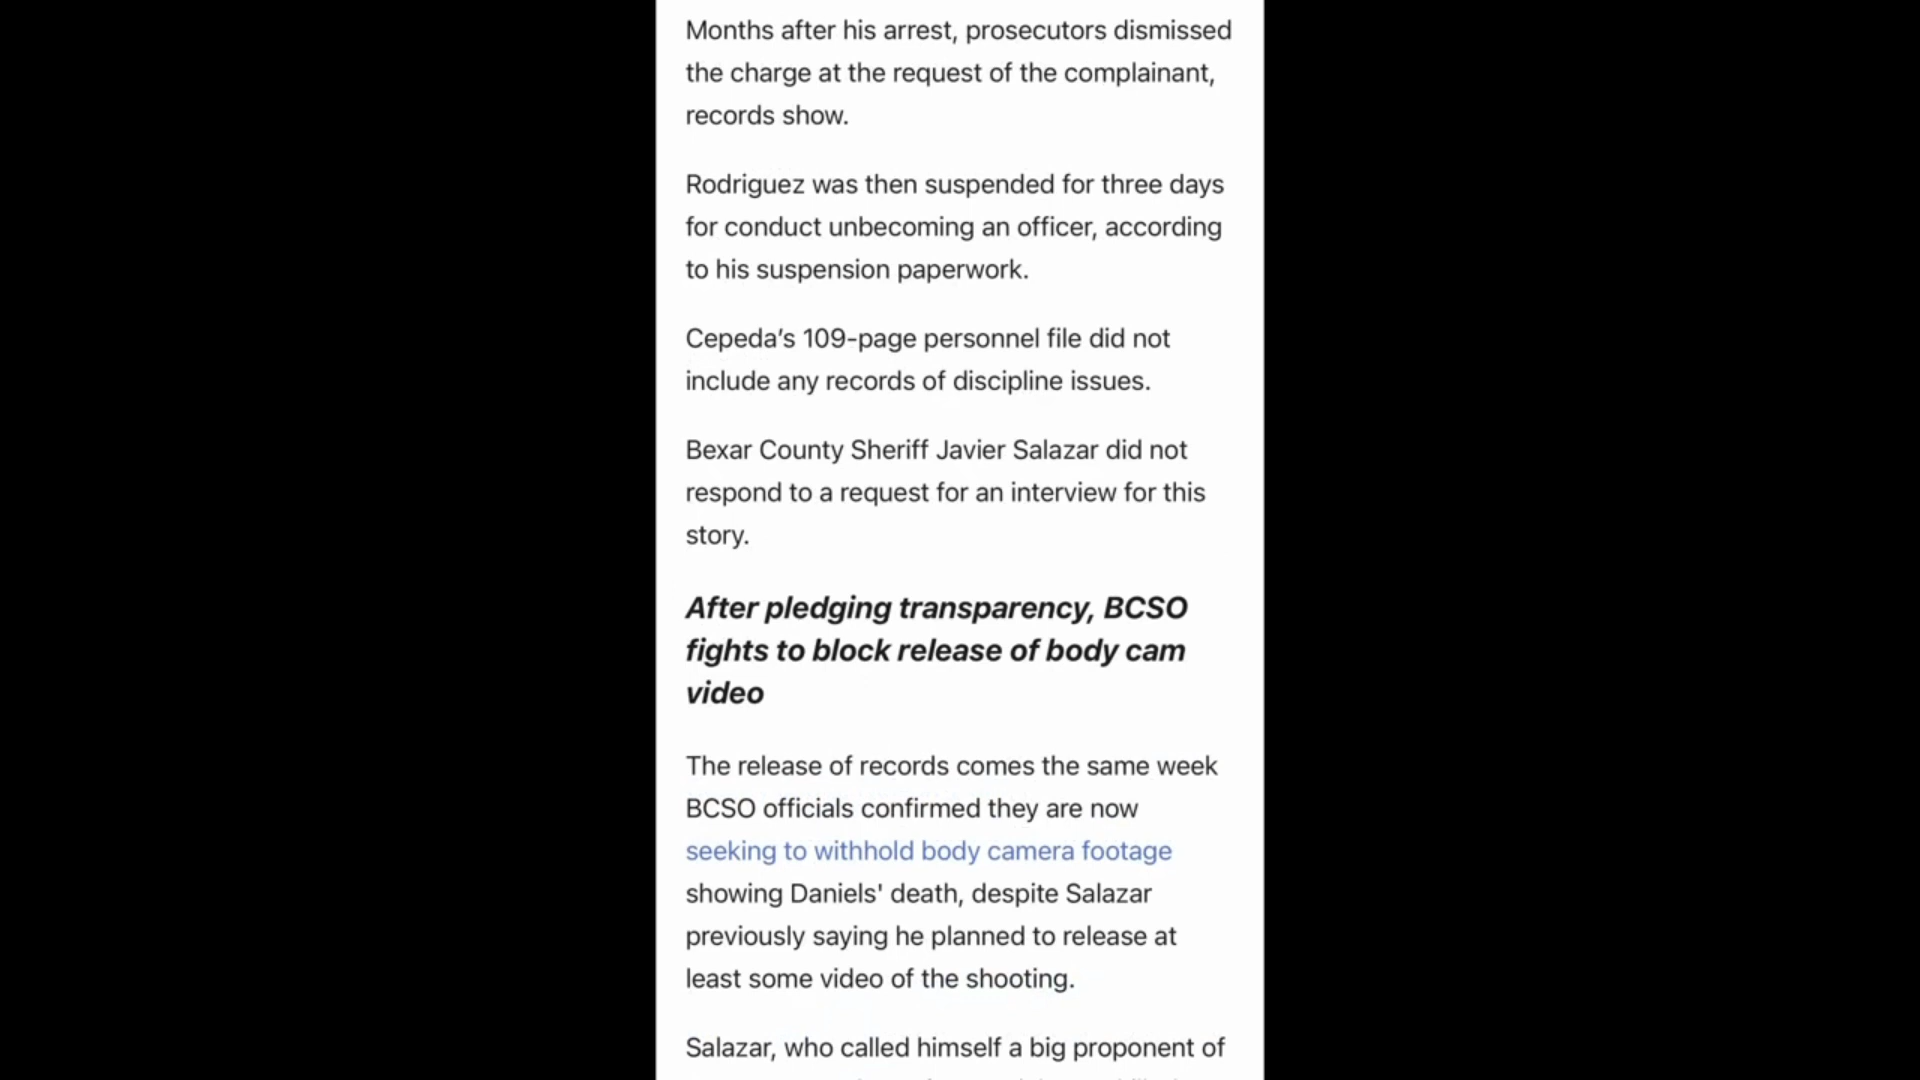 Months after his arrest, prosecutors dismissed
the charge at the request of the complainant,
records show.
Rodriguez was then suspended for three days
for conduct unbecoming an officer, according
to his suspension paperwork.
Cepeda’s 109-page personnel file did not
include any records of discipline issues.
Bexar County Sheriff Javier Salazar did not
respond to a request for an interview for this
story.
After pledging transparency, BCSO
fights to block release of body cam
video
The release of records comes the same week
BCSO officials confirmed they are now
seeking to withhold body camera footage
showing Daniels' death, despite Salazar
previously saying he planned to release at
least some video of the shooting.
Salazar, who called himself a big proponent of